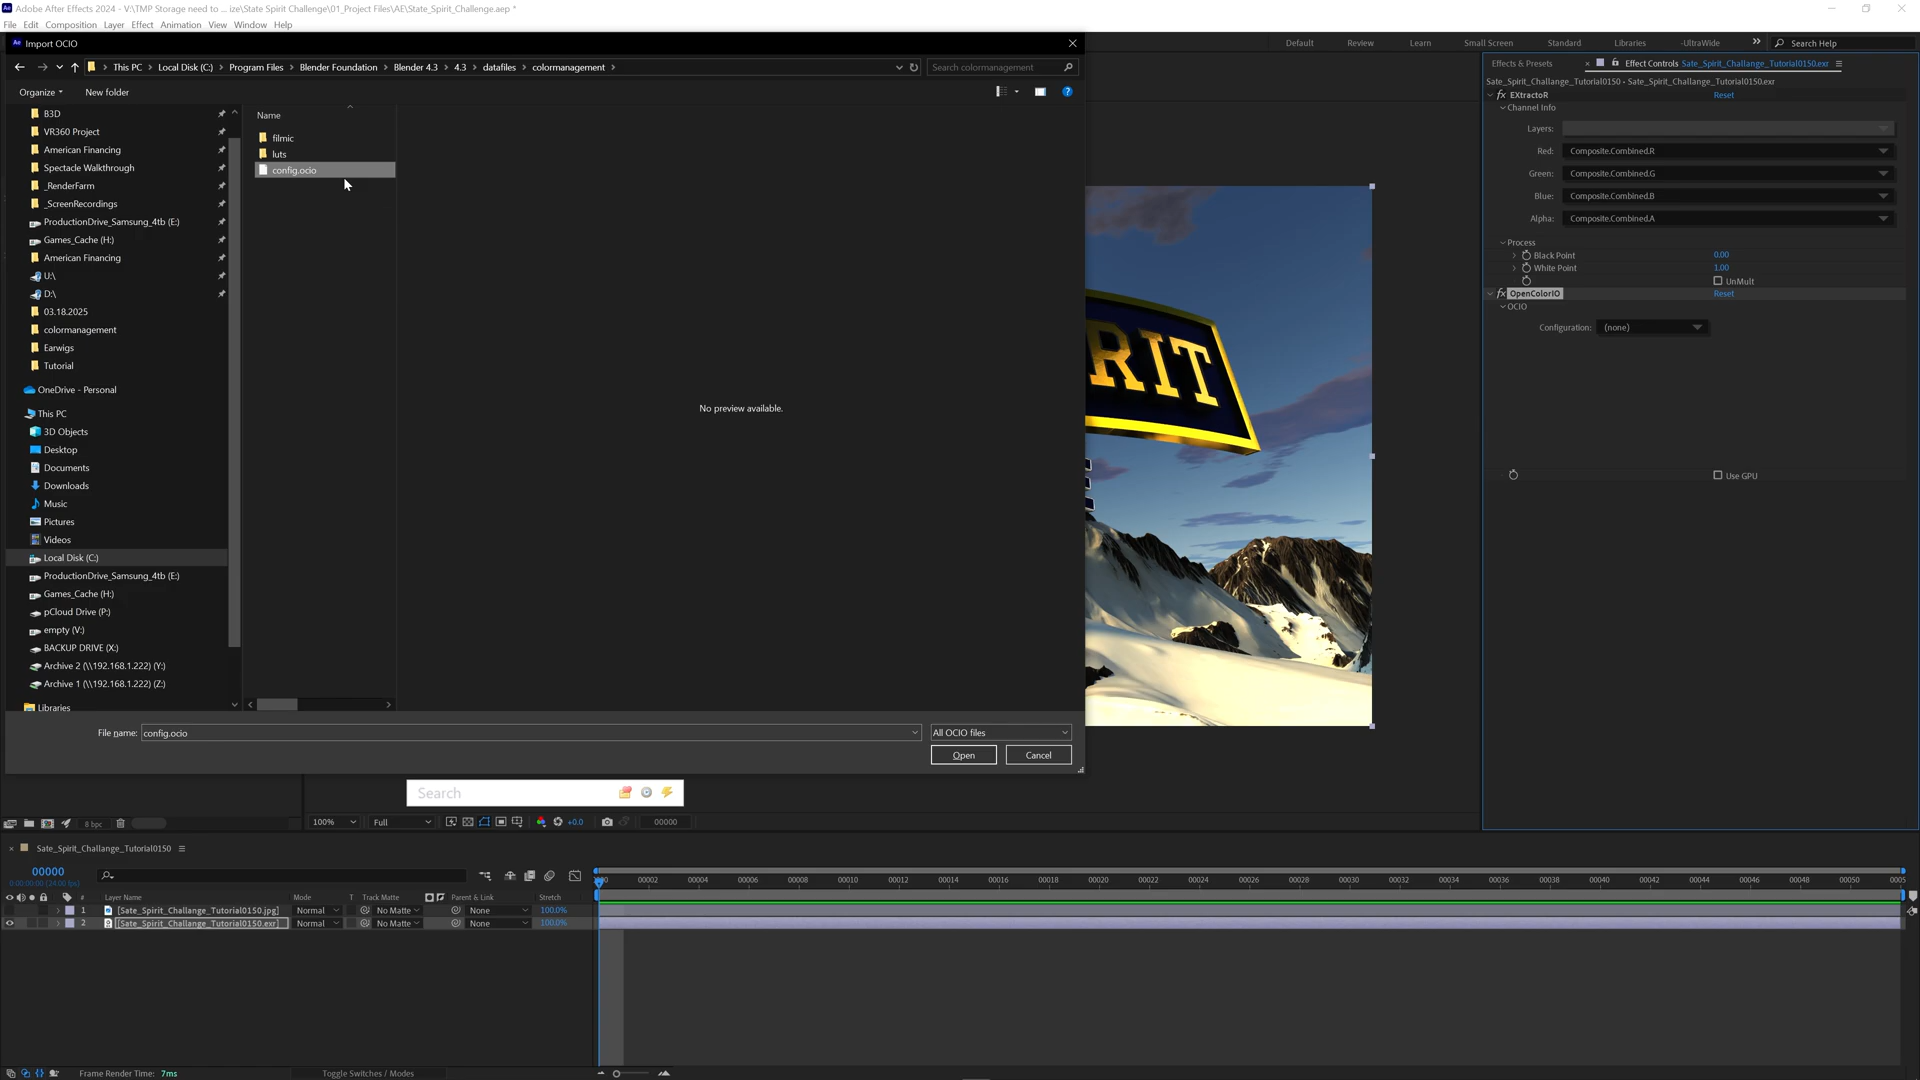 Adobe After Effects 2024 - V:\TMP Storage need to ... ize\State Spirit Challenge\01_Project Files\AE\State_Spirit_Challenge.aep *
File Edit Composition Layer Effect Animation View Window Help
Import OCIO
Default Review Learn Small Screen Standard Libraries -UltraWide Search Help
This PC Local Disk (C:) Program Files Blender Foundation Blender 4.3 4.3 datafiles colormanagement
Search colormanagement
Organize New folder
B3D
VR360 Project
American Financing
Spectacle Walkthrough
_RenderFarm
_ScreenRecordings
ProductionDrive_Samsung_4tb (E:)
Games_Cache (H:)
American Financing
U:\
D:\
03.18.2025
colormanagement
Earwigs
Tutorial
OneDrive - Personal
This PC
3D Objects
Desktop
Documents
Downloads
Music
Pictures
Videos
Local Disk (C:)
ProductionDrive_Samsung_4tb (E:)
Games_Cache (H:)
pCloud Drive (P:)
empty (V:)
BACKUP DRIVE (X:)
Archive 2 (\\192.168.1.222) (Y:)
Archive 1 (\\192.168.1.222) (Z:)
Libraries
Name
filmic
luts
config.ocio
No preview available.
File name: config.ocio
All OCIO files
Open Cancel
RIT
Effects & Presets Effect Controls Sate_Spirit_Challange_Tutorial0150.exr
Sate_Spirit_Challange_Tutorial0150 • Sate_Spirit_Challange_Tutorial0150.exr
fx EXtractoR Reset
Channel Info
Layers:
Red: Composite.Combined.R
Green: Composite.Combined.G
Blue: Composite.Combined.B
Alpha: Composite.Combined.A
Process
Black Point 0.00
White Point 1.00
UnMult
fx OpenColorIO Reset
OCIO
Configuration: (none)
Use GPU
Search
8 bpc
100% Full +0.0 00000
Sate_Spirit_Challange_Tutorial0150
00000
0:00:00:00 (24.00 fps)
# Layer Name Mode T Track Matte Parent & Link Stretch
1 [Sate_Spirit_Challange_Tutorial0150.jpg] Normal No Matte None 100.0%
2 [Sate_Spirit_Challange_Tutorial0150.exr] Normal No Matte None 100.0%
00002 00004 00006 00008 00010 00012 00014 00016 00018 00020 00022 00024 00026 00028 00030 00032 00034 00036 00038 00040 00042 00044 00046 00048 00050 0005
Frame Render Time: 7ms
Toggle Switches / Modes